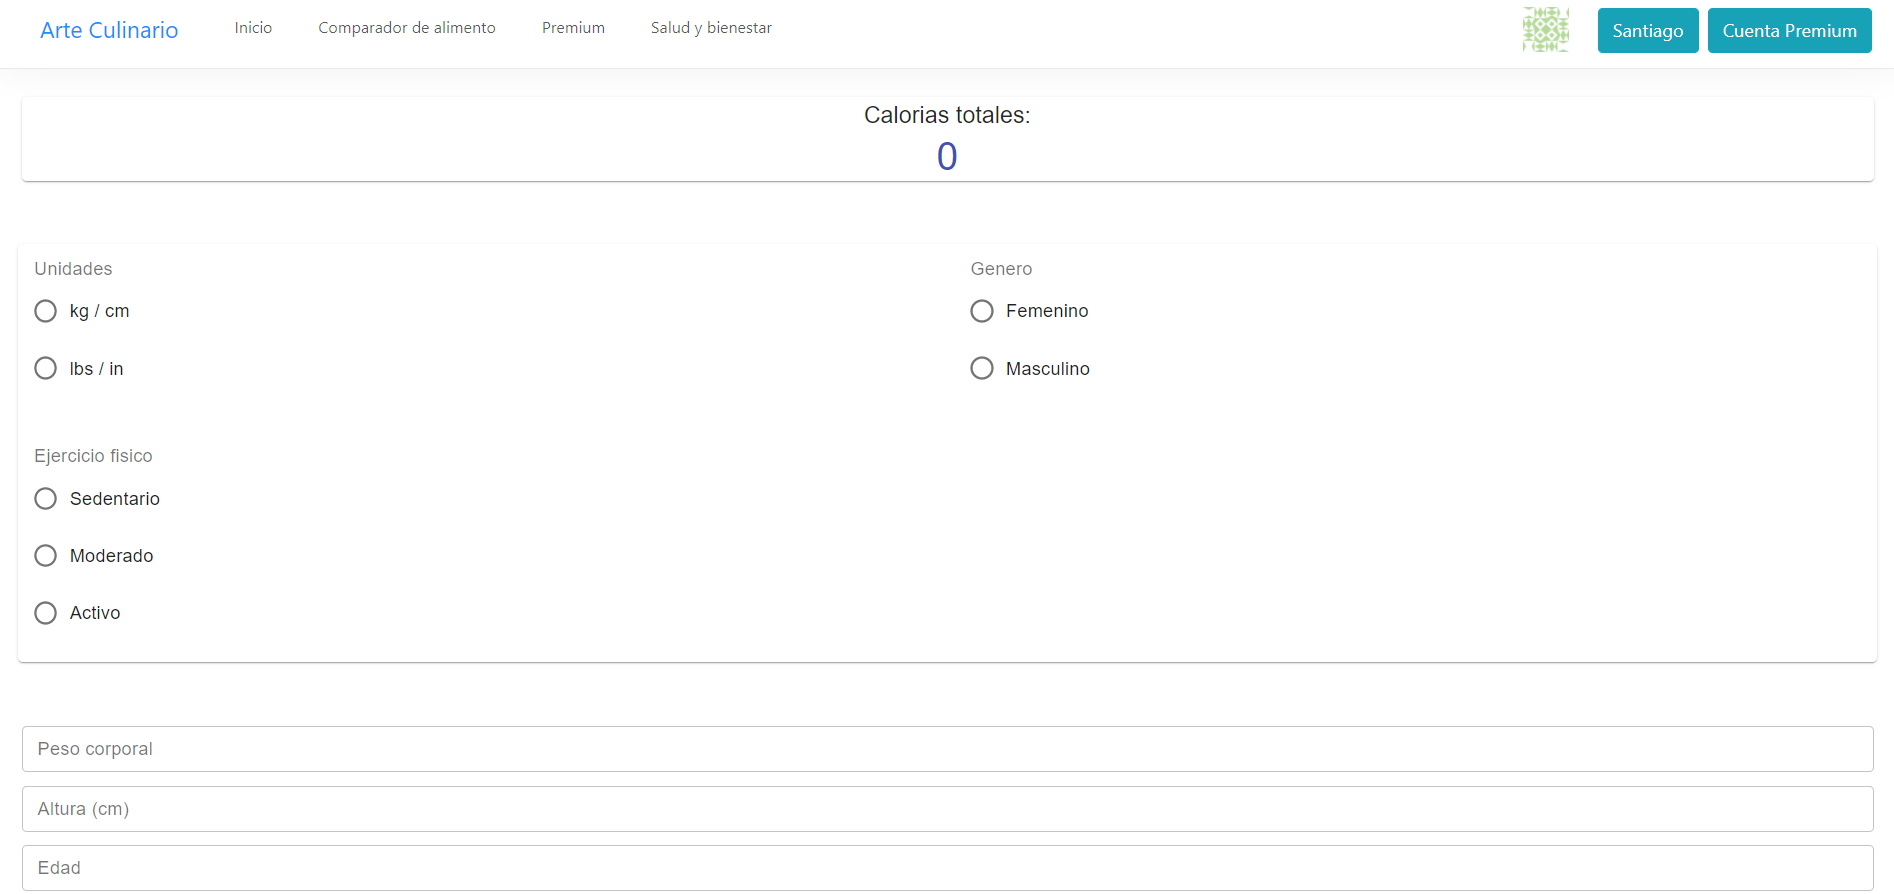 Arte Culinario Inicio Comparador de alimento Premium Salud y bienestar Santiago Cuenta Premium
Calorias totales:
0
Unidades
kg / cm
lbs / in
Genero
Femenino
Masculino
Ejercicio fisico
Sedentario
Moderado
Activo
Peso corporal
Altura (cm)
Edad